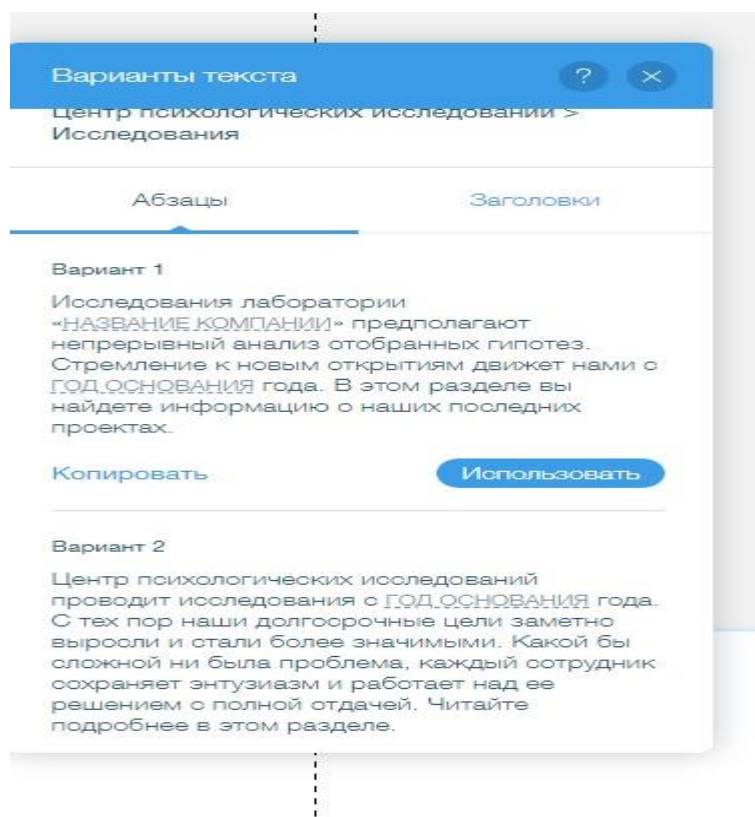 Варианты текста
?
Центр психологических исследований >
Исследования
Абзацы
Заголовки
Вариант 1
Исследования лаборатории
«НАЗВАНИЕ КОМПАНИИ» предполагают
непрерывный анализ отобранных гипотез.
Стремление к новым открытиям движет нами с
ГОД ОСНОВАНИЯ года. В этом разделе вы
найдете информацию о наших последних
проектах.
Копировать
Использовать
Вариант 2
Центр психологических исследований
проводит исследования с ГОД ОСНОВАНИЯ года.
С тех пор наши долгосрочные цели заметно
выросли и стали более значимыми. Какой бы
сложной ни была проблема, каждый сотрудник
сохраняет энтузиазм и работает над ее
решением с полной отдачей. Читайте
подробнее в этом разделе.